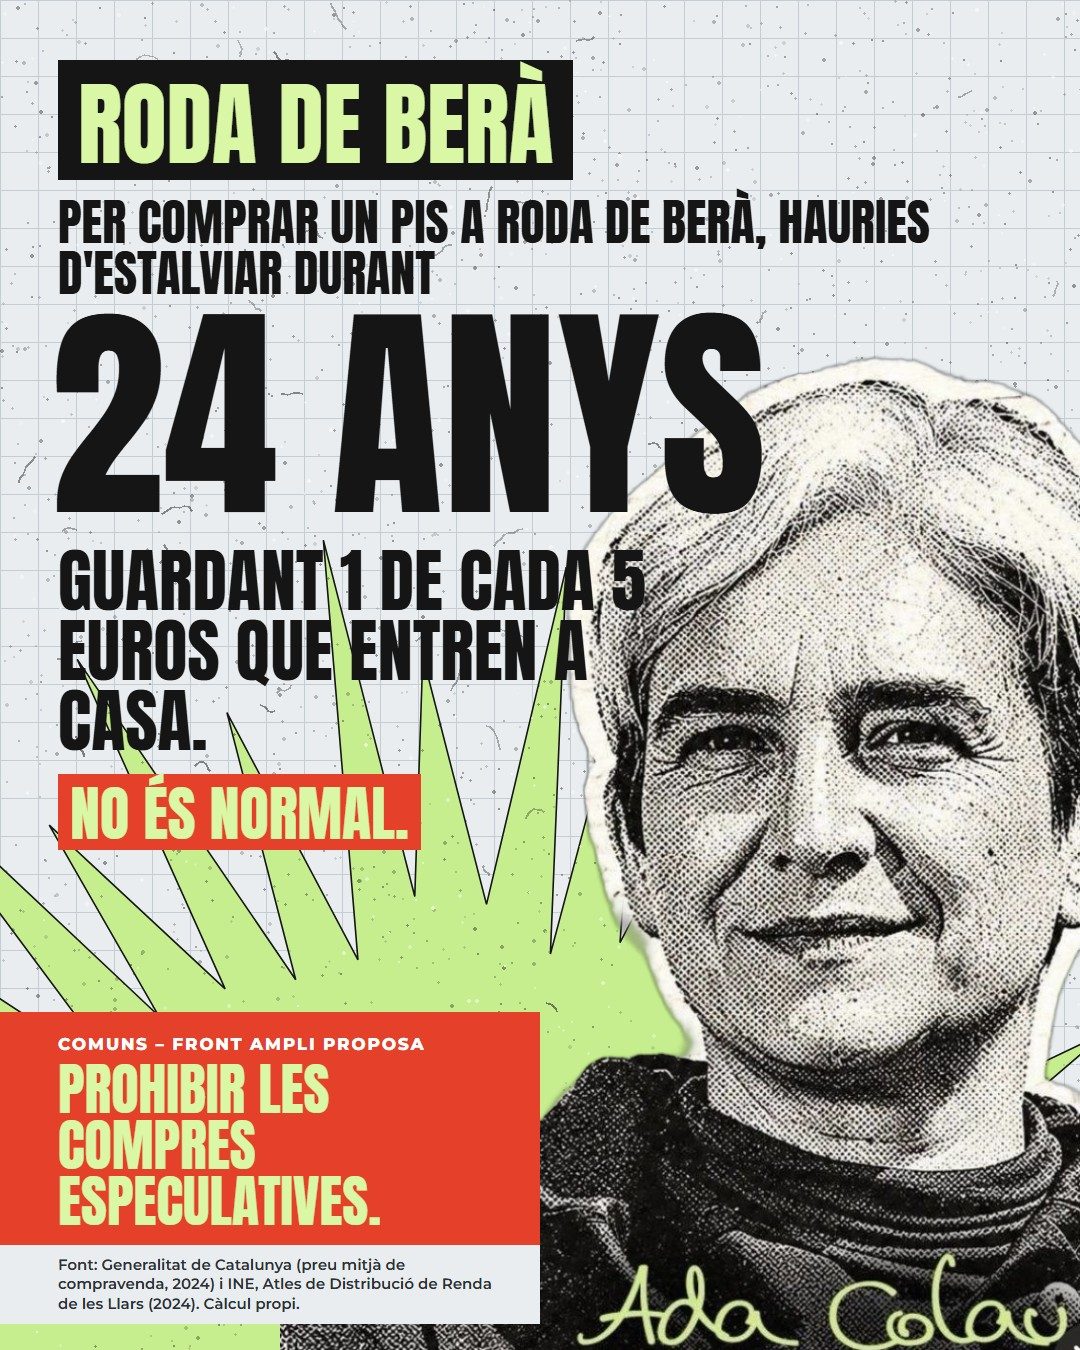 RODA DE BERÀ
PER COMPRAR UN PIS A RODA DE BERÀ, HAURIES
D'ESTALVIAR DURANT
24 ANYS
GUARDANT 1 DE CADA 5
EUROS QUE ENTREN A
CASA.
NO ÉS NORMAL.
COMUNS – FRONT AMPLI PROPOSA
PROHIBIR LES
COMPRES
ESPECULATIVES.
Font: Generalitat de Catalunya (preu mitjà de
compravenda, 2024) i INE, Atles de Distribució de Renda
de les Llars (2024). Càlcul propi.
Ada Colau